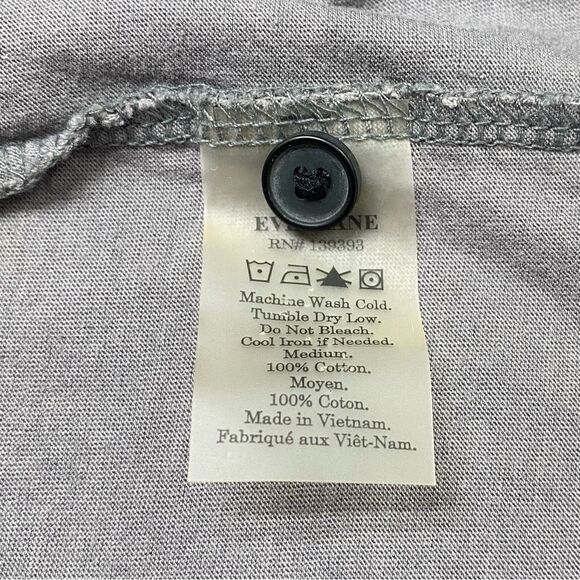 RN# 139393
Machine Wash Cold.
Tumble Dry Low.
Do Not Bleach.
Cool Iron if Needed.
Medium.
100% Cotton.
Moyen.
100% Coton.
Made in Vietnam.
Fabriqué aux Viêt-Nam.